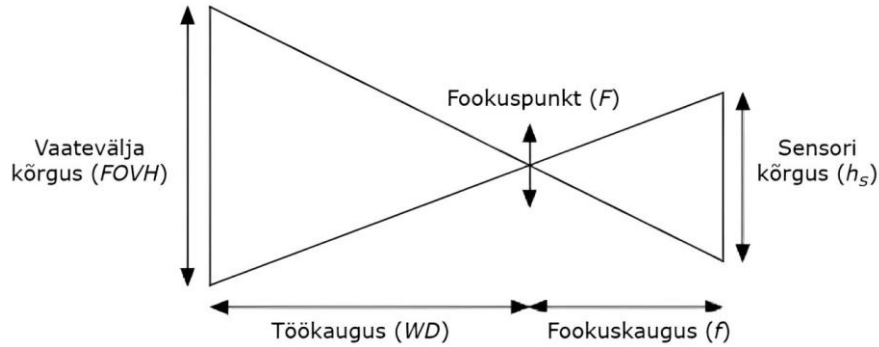 Fookuspunkt (F)
Vaatevälja
kõrgus (FOVH)
Sensori
kõrgus (hₛ)
Töökaugus (WD)
Fookuskaugus (f)